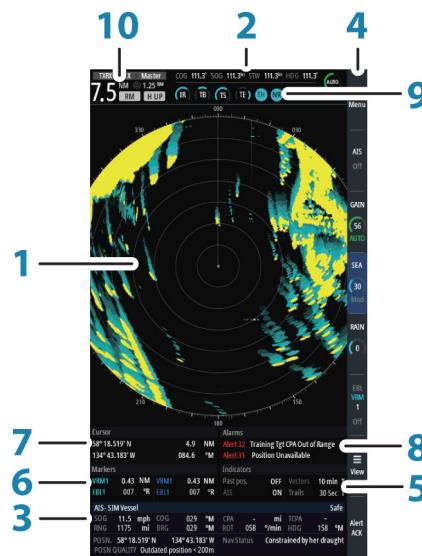 10
2
4
TXRX X Master
COG 111.3° SOG 111.3kn STW 111.3kn HDG 111.3°
AUTO
7.5 NM 1.25 NM
RM H UP
IR TB TS TE TH NR
9
Menu
000
330
030
AIS
Off
GAIN
56
AUTO
1
SEA
30
Mod
RAIN
0
EBL
VRM
1
Off
210
150
180
7
Cursor
58° 18.519' N 4.9 NM
134° 43.183' W 084.6 °M
Alarms
Alert 32 Training Tgt CPA Out of Range
Alert 31 Position Unavailable
8
View
6
Markers
VRM1 0.43 NM VRM1 0.43 NM
EBL1 007 °R EBL1 007 °R
Indicators
Past pos. OFF Vectors 10 min
AIS ON Trails 30 Sec
5
3
AIS- SIM Vessel Safe
SOG 11.5 mph COG 029 °M CPA - mi TCPA -
RNG 1175 mi BRG 029 °M ROT 058 °/min HDG 158 °M
POSN. 58° 18.519' N 134° 43.183' W Nav Status Constrained by her draught
POSN QUALITY Outdated position < 200m
Alert
ACK